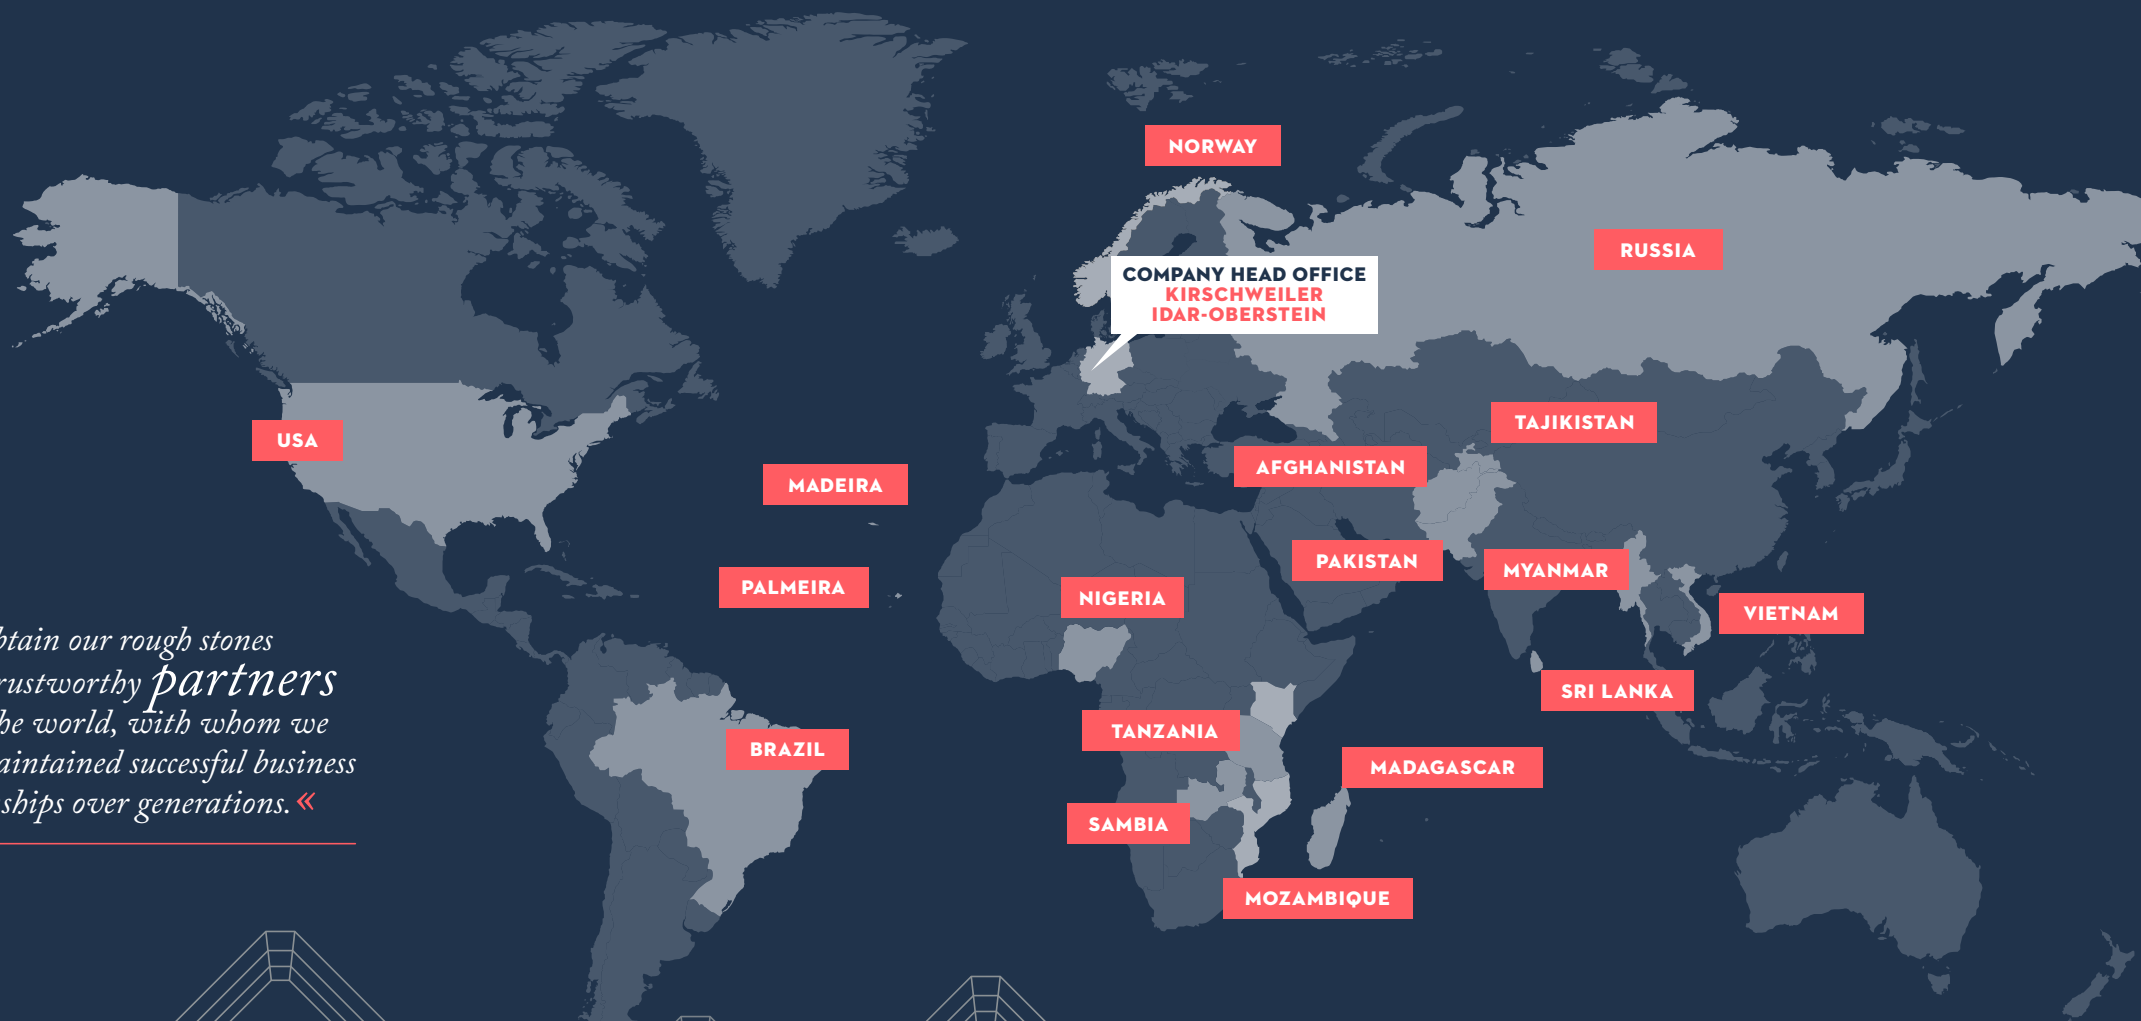 NORWAY
RUSSIA
COMPANY HEAD OFFICE
KIRSCHWEILER
IDAR-OBERSTEIN
TAJIKISTAN
USA
AFGHANISTAN
MADEIRA
PAKISTAN
MYANMAR
PALMEIRA
NIGERIA
VIETNAM
btain our rough stones
rustworthy partners
he world, with whom we
aintained successful business
ships over generations. «
SRI LANKA
TANZANIA
BRAZIL
MADAGASCAR
SAMBIA
MOZAMBIQUE